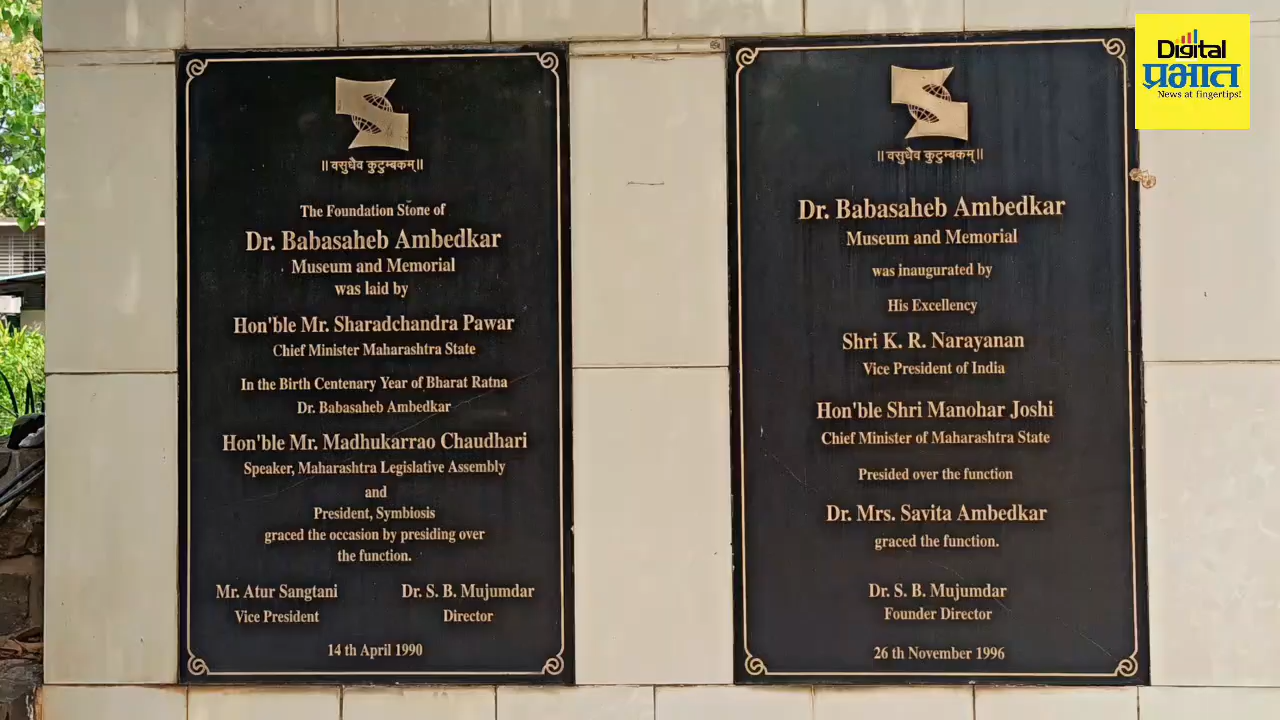 ॥ वसुधैव कुटुम्बकम् ॥
The Foundation Stone of
Dr. Babasaheb Ambedkar
Museum and Memorial
was laid by
Hon'ble Mr. Sharadchandra Pawar
Chief Minister Maharashtra State
In the Birth Centenary Year of Bharat Ratna
Dr. Babasaheb Ambedkar
Hon'ble Mr. Madhukarrao Chaudhari
Speaker, Maharashtra Legislative Assembly
and
President, Symbiosis
graced the occasion by presiding over
the function.
Mr. Atur Sangtani
Vice President
Dr. S. B. Mujumdar
Director
14 th April 1990
॥ वसुधैव कुटुम्बकम् ॥
Dr. Babasaheb Ambedkar
Museum and Memorial
was inaugurated by
His Excellency
Shri K. R. Narayanan
Vice President of India
Hon'ble Shri Manohar Joshi
Chief Minister of Maharashtra State
Presided over the function
Dr. Mrs. Savita Ambedkar
graced the function.
Dr. S. B. Mujumdar
Founder Director
26 th November 1996
Digital
प्रभात
News at fingertips!